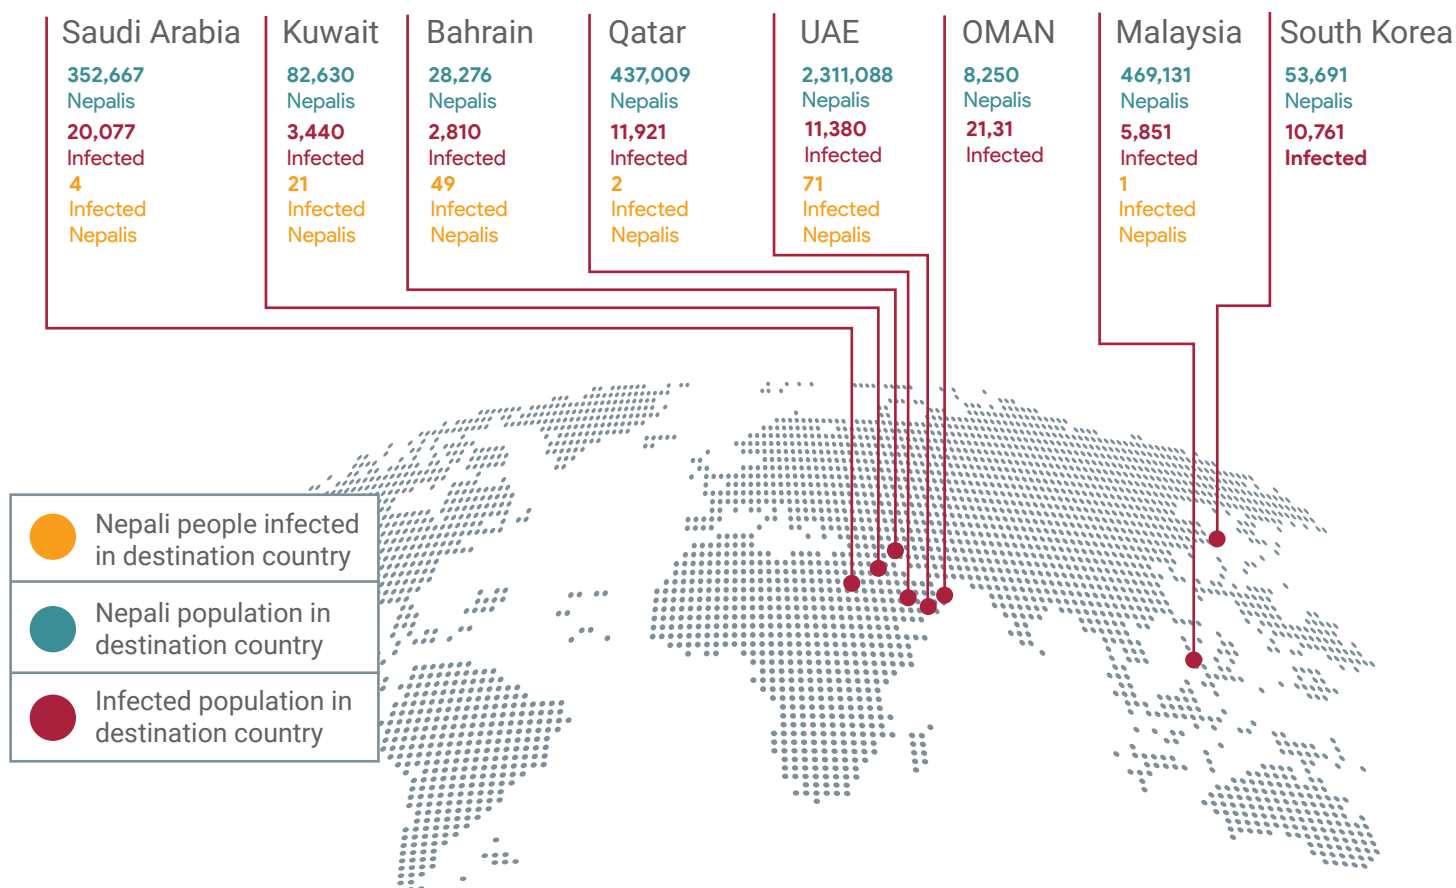 Saudi Arabia
352,667
Nepalis
20,077
Infected
4
Infected
Nepalis
Kuwait
82,630
Nepalis
3,440
Infected
21
Infected
Nepalis
Bahrain
28,276
Nepalis
2,810
Infected
49
Infected
Nepalis
Qatar
437,009
Nepalis
11,921
Infected
2
Infected
Nepalis
UAE
2,311,088
Nepalis
11,380
Infected
71
Infected
Nepalis
OMAN
8,250
Nepalis
21,31
Infected
Malaysia
469,131
Nepalis
5,851
Infected
1
Infected
Nepalis
South Korea
53,691
Nepalis
10,761
Infected
Nepali people infected
in destination country
Nepali population in
destination country
Infected population in
destination country